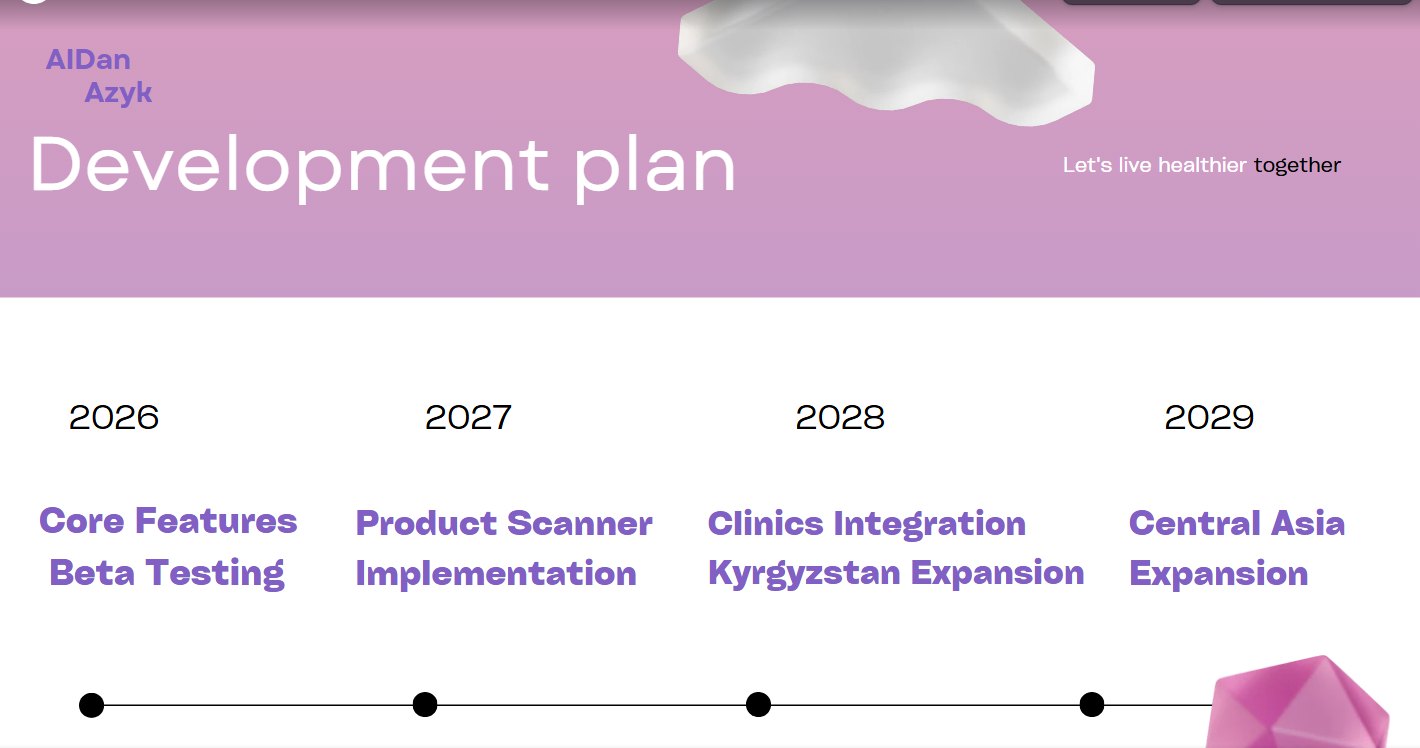 AIDan
Azyk
Development plan
Let's live healthier together
2026
2027
2028
2029
Core Features
Beta Testing
Product Scanner
Implementation
Clinics Integration
Kyrgyzstan Expansion
Central Asia
Expansion